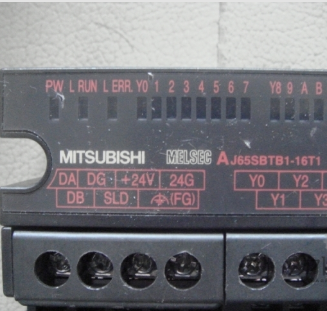 PW L RUN L ERR. Y0 1 2 3 4 5 6 7 Y8 9 A B
MITSUBISHI MELSEC AJ65SBTB1-16T1
DA DG +24V 24G Y0 Y2
DB SLD (FG) Y1 Y3